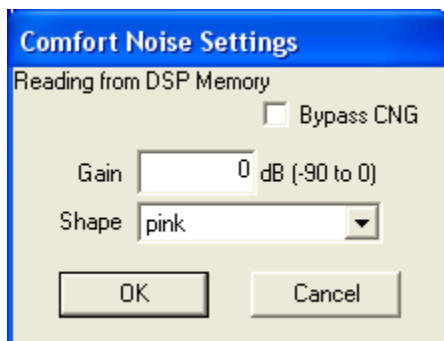 Comfort Noise Settings
Reading from DSP Memory
Bypass CNG
Gain 0 dB (-90 to 0)
Shape pink
OK Cancel